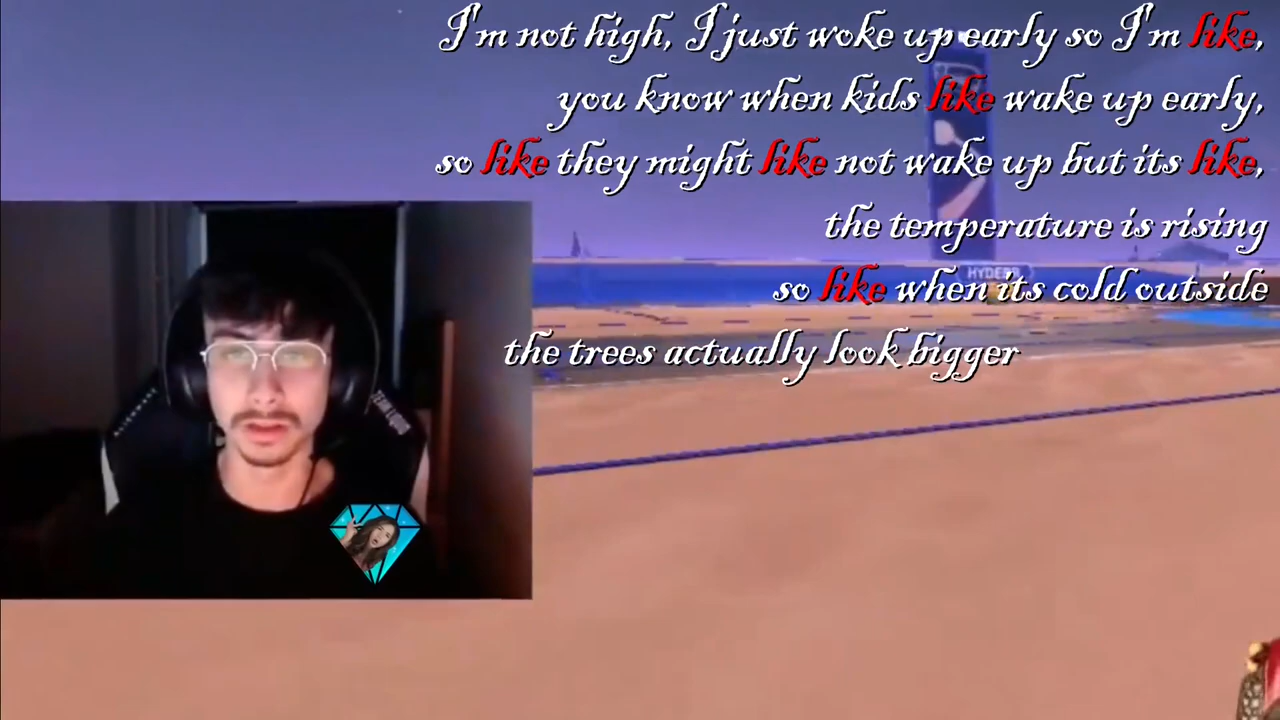 I'm not high, I just woke up early so I'm like,
you know when kids like wake up early,
so like they might like not wake up but its like,
the temperature is rising
so like when its cold outside
the trees actually look bigger